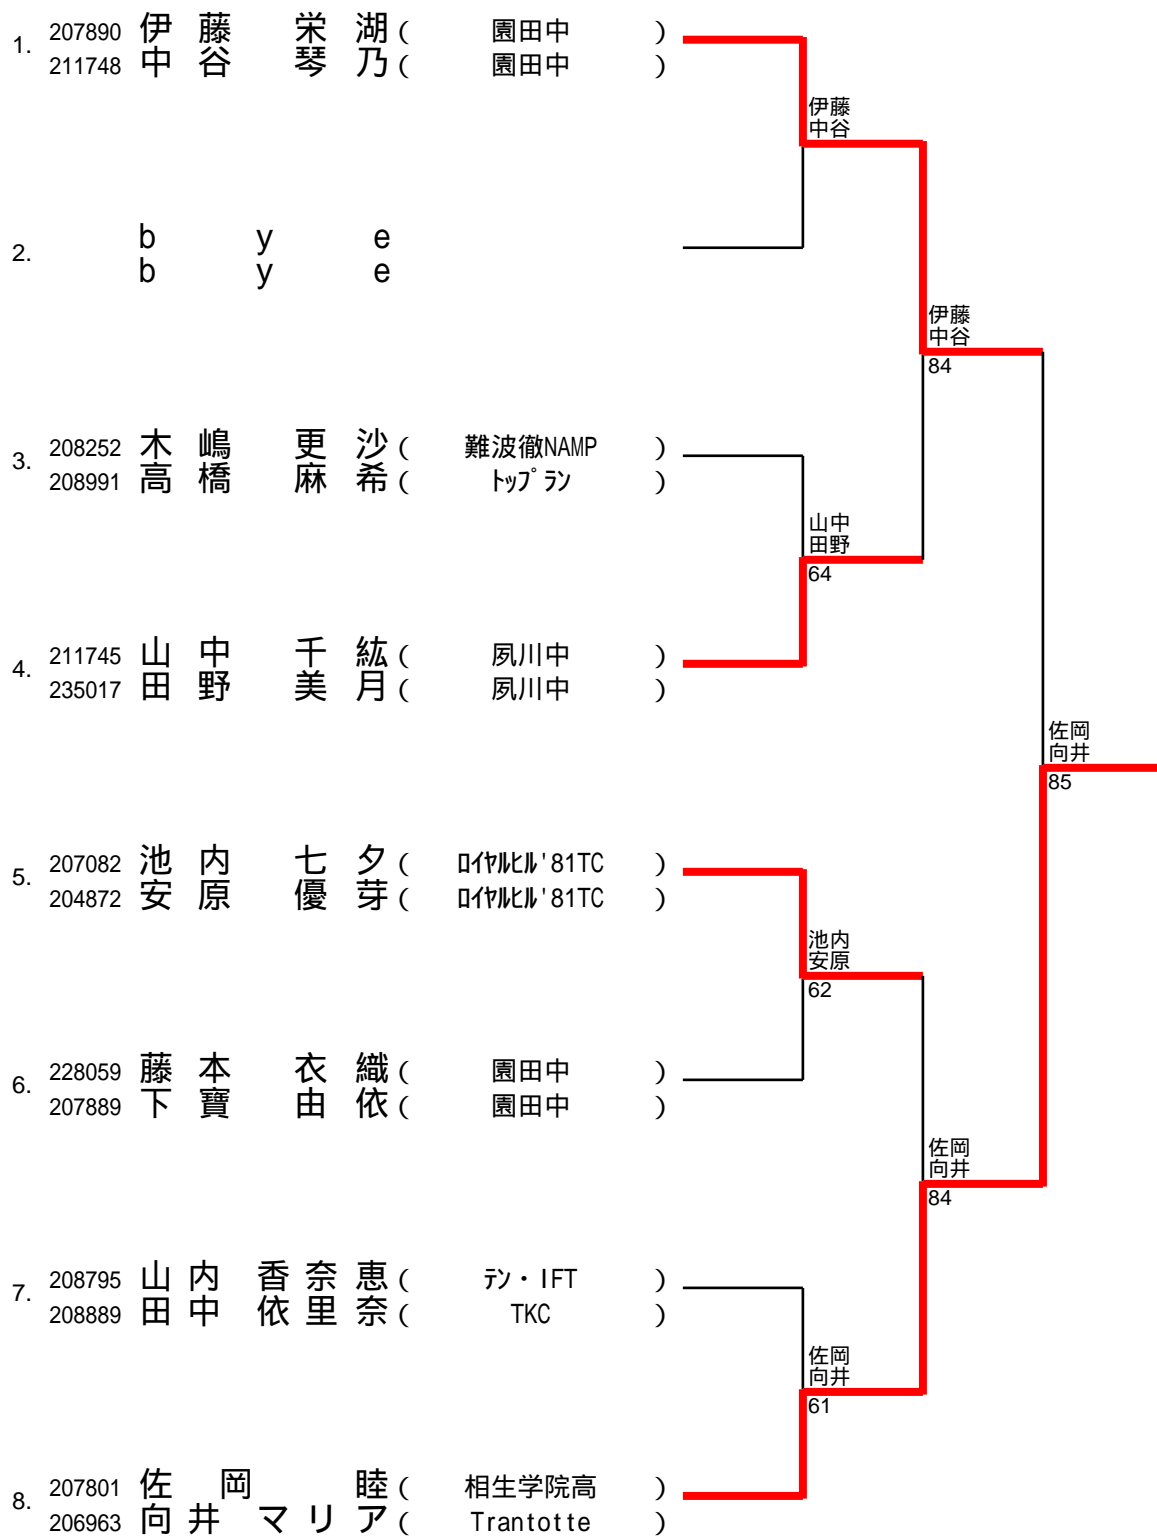 1. 207890 伊藤 栄湖 ( 園田中 )
211748 中谷 琴乃 ( 園田中 )
伊藤
中谷
2. bye
bye
伊藤
中谷
84
3. 208252 木嶋 更沙 ( 難波徹NAMP )
208991 高橋 麻希 ( ﾄｯﾌﾟﾗﾝ )
山中
田野
64
4. 211745 山中 千紘 ( 夙川中 )
235017 田野 美月 ( 夙川中 )
佐岡
向井
85
5. 207082 池内 七夕 ( ﾛｲﾔﾙﾋﾙ'81TC )
204872 安原 優芽 ( ﾛｲﾔﾙﾋﾙ'81TC )
池内
安原
62
6. 228059 藤本 衣織 ( 園田中 )
207889 下寶 由依 ( 園田中 )
佐岡
向井
84
7. 208795 山内 香奈恵 ( ﾃﾝ・IFT )
208889 田中 依里奈 ( TKC )
佐岡
向井
61
8. 207801 佐岡 睦 ( 相生学院高 )
206963 向井 マリア ( Trantotte )